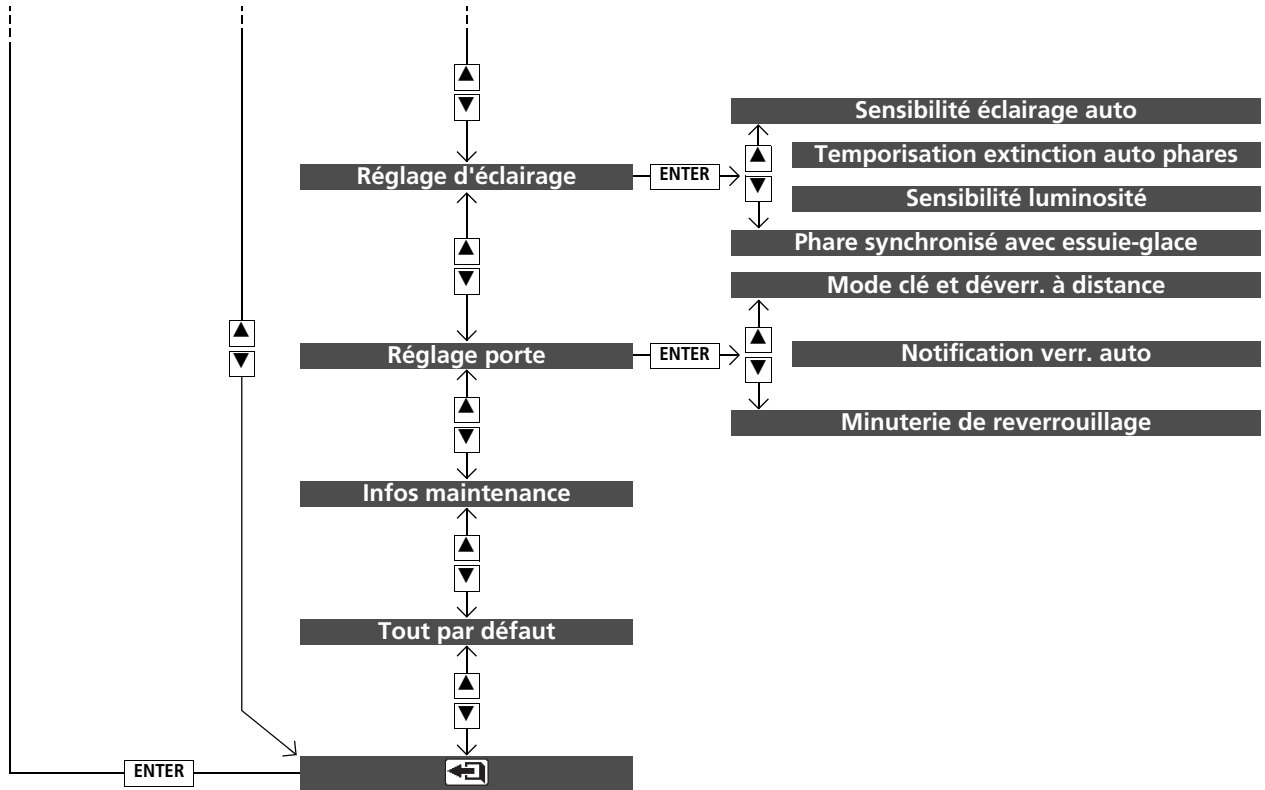 Sensibilité éclairage auto
Temporisation extinction auto phares
Réglage d'éclairage
ENTER
Sensibilité luminosité
Phare synchronisé avec essuie-glace
Mode clé et déverr. à distance
Réglage porte
ENTER
Notification verr. auto
Minuterie de reverrouillage
Infos maintenance
Tout par défaut
ENTER